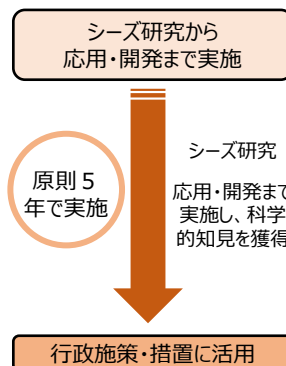 シーズ研究から
応用・開発まで実施
原則５
年で実施
シーズ研究
応用・開発まで
実施し、科学
的知見を獲得
行政施策・措置に活用